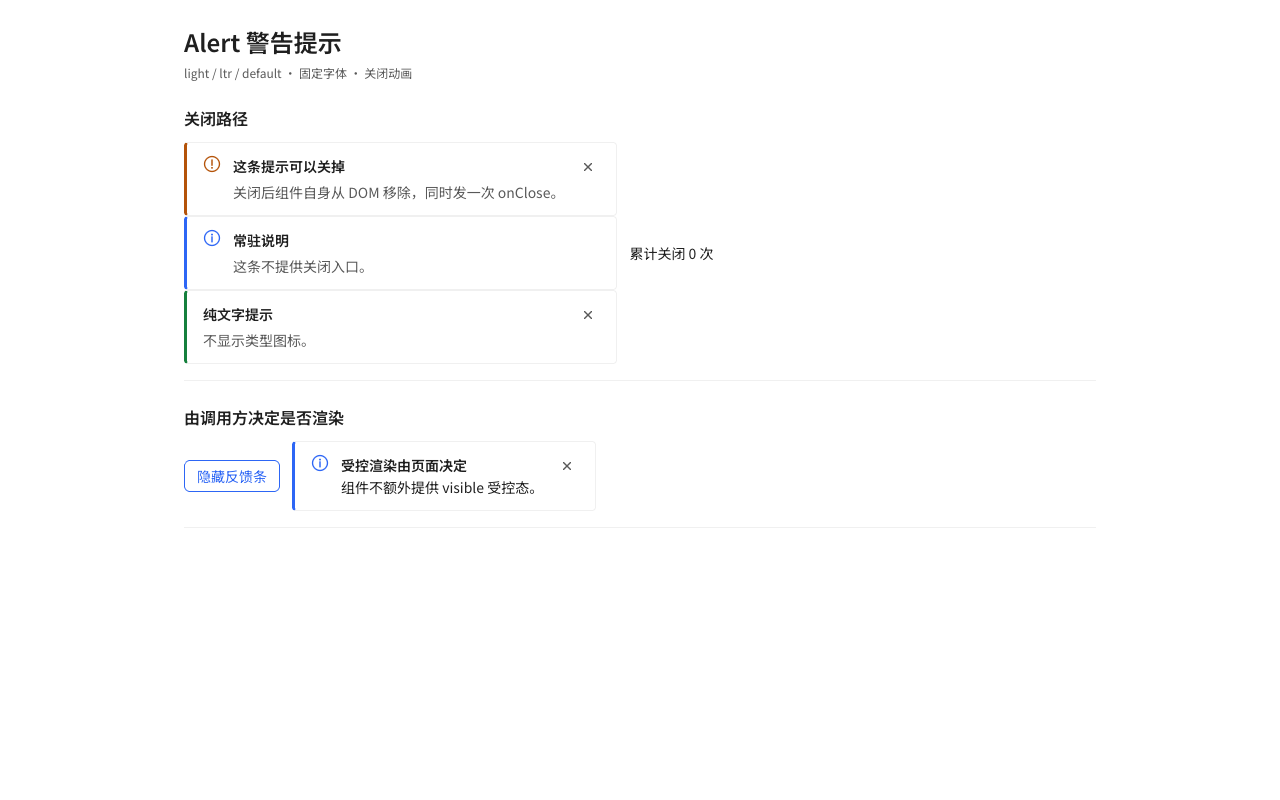 Alert 警告提示
light / ltr / default ・ 固定字体 ・ 关闭动画
关闭路径
这条提示可以关掉
关闭后组件自身从 DOM 移除，同时发一次 onClose。
常驻说明
这条不提供关闭入口。
累计关闭 0 次
纯文字提示
不显示类型图标。
由调用方决定是否渲染
隐藏反馈条
受控渲染由页面决定
组件不额外提供 visible 受控态。